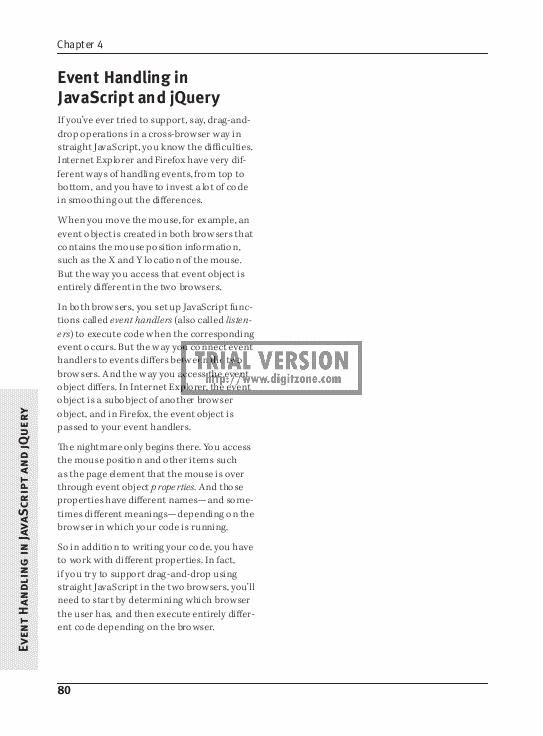 Chapter 4
Event Handling in
JavaScript and jQuery
If you've ever tried to support, say, drag-and-
drop operations in a cross-browser way in
straight JavaScript, you know the difficulties.
Internet Explorer and Firefox have very dif-
ferent ways of handling events, from top to
bottom, and you have to invest a lot of code
in smoothing out the differences.
When you move the mouse, for example, an
event object is created in both browsers that
contains the mouse position information,
such as the X and Y location of the mouse.
But the way you access that event object is
entirely different in the two browsers.
In both browsers, you set up JavaScript func-
tions called event handlers (also called listen-
ers) to execute code when the corresponding
event occurs. But the way you connect event
handlers to events differs between the two
browsers. And the way you access the event
object differs. In Internet Explorer, the event
object is a subobject of another browser
object, and in Firefox, the event object is
passed to your event handlers.
The nightmare only begins there. You access
the mouse position and other items such
as the page element that the mouse is over
through event object properties. And those
properties have different names—and some-
times different meanings—depending on the
browser in which your code is running.
So in addition to writing your code, you have
to work with different properties. In fact,
if you try to support drag-and-drop using
straight JavaScript in the two browsers, you'll
need to start by determining which browser
the user has, and then execute entirely differ-
ent code depending on the browser.
TRIAL VERSION
http://www.digitzone.com
Event Handling in JavaScript and jQuery
80